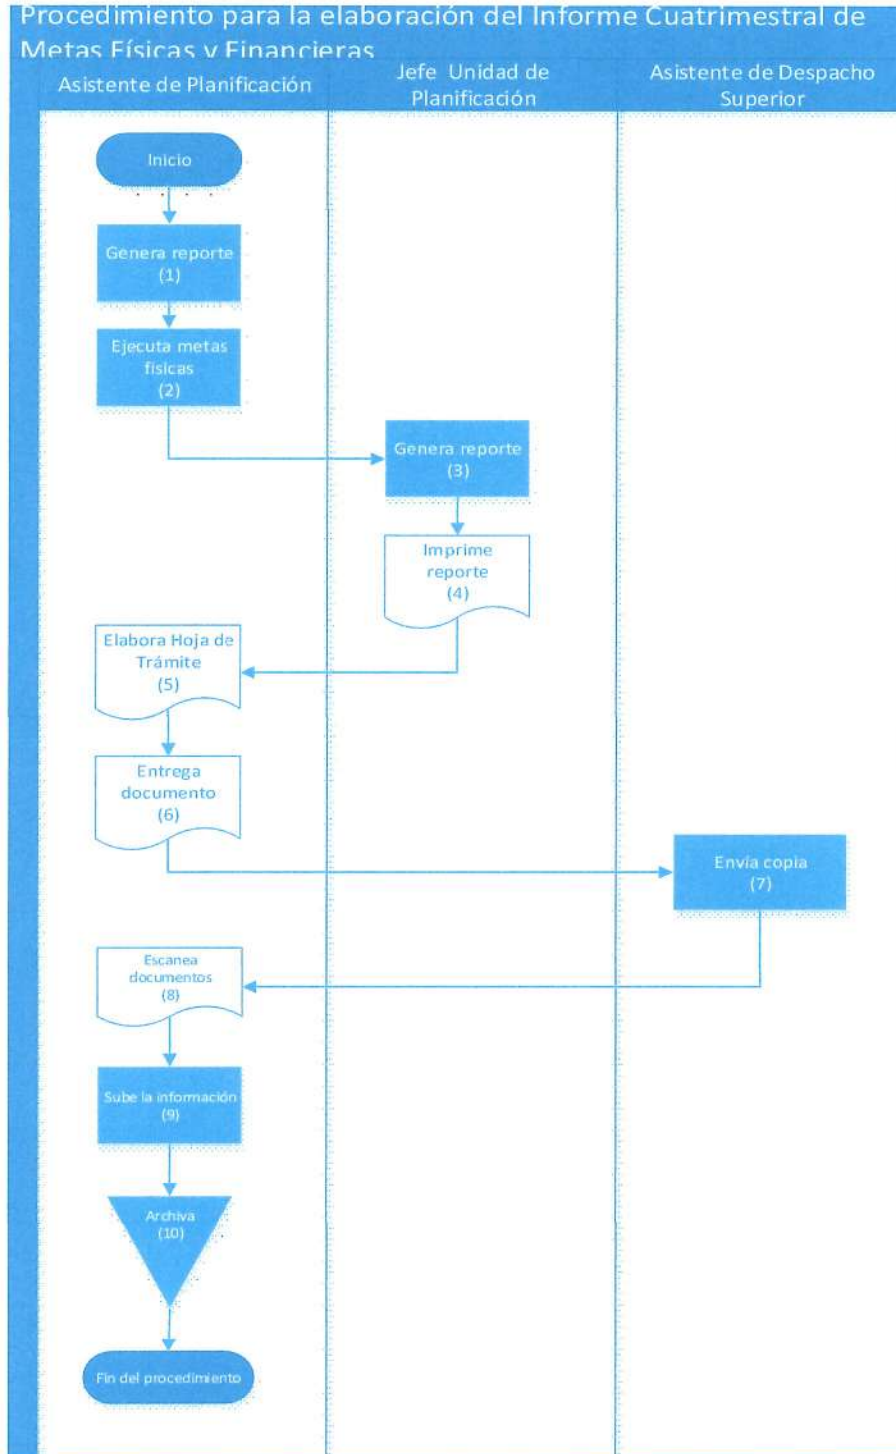 Procedimiento para la elaboración del Informe Cuatrimestral de
Metas Físicas y Financieras
Asistente de Planificación
Jefe Unidad de
Planificación
Asistente de Despacho
Superior
Inicio
Genera reporte
(1)
Ejecuta metas
físicas
(2)
Genera reporte
(3)
Imprime
reporte
(4)
Elabora Hoja de
Trámite
(5)
Entrega
documento
(6)
Envía copia
(7)
Escanea
documentos
(8)
Sube la información
(9)
Archiva
(10)
Fin del procedimiento